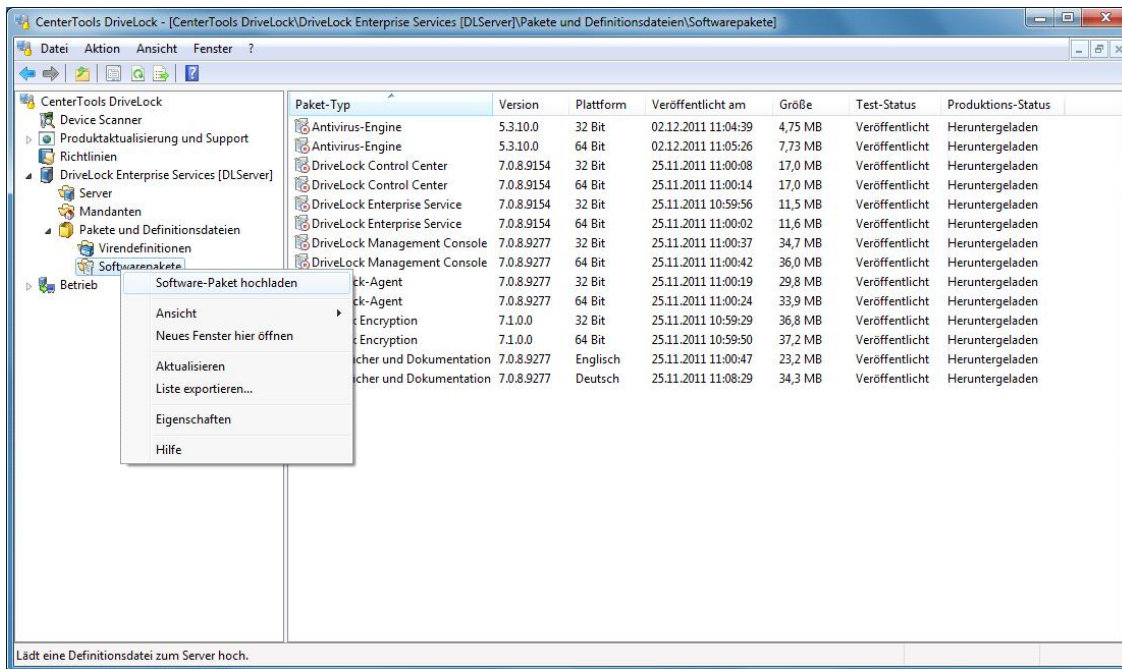 CenterTools DriveLock - [CenterTools DriveLock\DriveLock Enterprise Services [DLServer]\Pakete und Definitionsdateien\Softwarepakete]
Datei Aktion Ansicht Fenster ?
CenterTools DriveLock
Device Scanner
Produktaktualisierung und Support
Richtlinien
DriveLock Enterprise Services [DLServer]
Server
Mandanten
Pakete und Definitionsdateien
Virendefinitionen
Softwarepakete
Betrieb
Software-Paket hochladen
Ansicht
Neues Fenster hier öffnen
Aktualisieren
Liste exportieren...
Eigenschaften
Hilfe
Paket-Typ Version Plattform Veröffentlicht am Größe Test-Status Produktions-Status
Antivirus-Engine 5.3.10.0 32 Bit 02.12.2011 11:04:39 4,75 MB Veröffentlicht Heruntergeladen
Antivirus-Engine 5.3.10.0 64 Bit 02.12.2011 11:05:26 7,73 MB Veröffentlicht Heruntergeladen
DriveLock Control Center 7.0.8.9154 32 Bit 25.11.2011 11:00:08 17,0 MB Veröffentlicht Heruntergeladen
DriveLock Control Center 7.0.8.9154 64 Bit 25.11.2011 11:00:14 17,0 MB Veröffentlicht Heruntergeladen
DriveLock Enterprise Service 7.0.8.9154 32 Bit 25.11.2011 10:59:56 11,5 MB Veröffentlicht Heruntergeladen
DriveLock Enterprise Service 7.0.8.9154 64 Bit 25.11.2011 11:00:02 11,6 MB Veröffentlicht Heruntergeladen
DriveLock Management Console 7.0.8.9277 32 Bit 25.11.2011 11:00:37 34,7 MB Veröffentlicht Heruntergeladen
DriveLock Management Console 7.0.8.9277 64 Bit 25.11.2011 11:00:42 36,0 MB Veröffentlicht Heruntergeladen
ck-Agent 7.0.8.9277 32 Bit 25.11.2011 11:00:19 29,8 MB Veröffentlicht Heruntergeladen
ck-Agent 7.0.8.9277 64 Bit 25.11.2011 11:00:24 33,9 MB Veröffentlicht Heruntergeladen
Encryption 7.1.0.0 32 Bit 25.11.2011 10:59:29 36,8 MB Veröffentlicht Heruntergeladen
Encryption 7.1.0.0 64 Bit 25.11.2011 10:59:50 37,2 MB Veröffentlicht Heruntergeladen
cher und Dokumentation 7.0.8.9277 Englisch 25.11.2011 11:00:47 23,2 MB Veröffentlicht Heruntergeladen
cher und Dokumentation 7.0.8.9277 Deutsch 25.11.2011 11:08:29 34,3 MB Veröffentlicht Heruntergeladen
Lädt eine Definitionsdatei zum Server hoch.